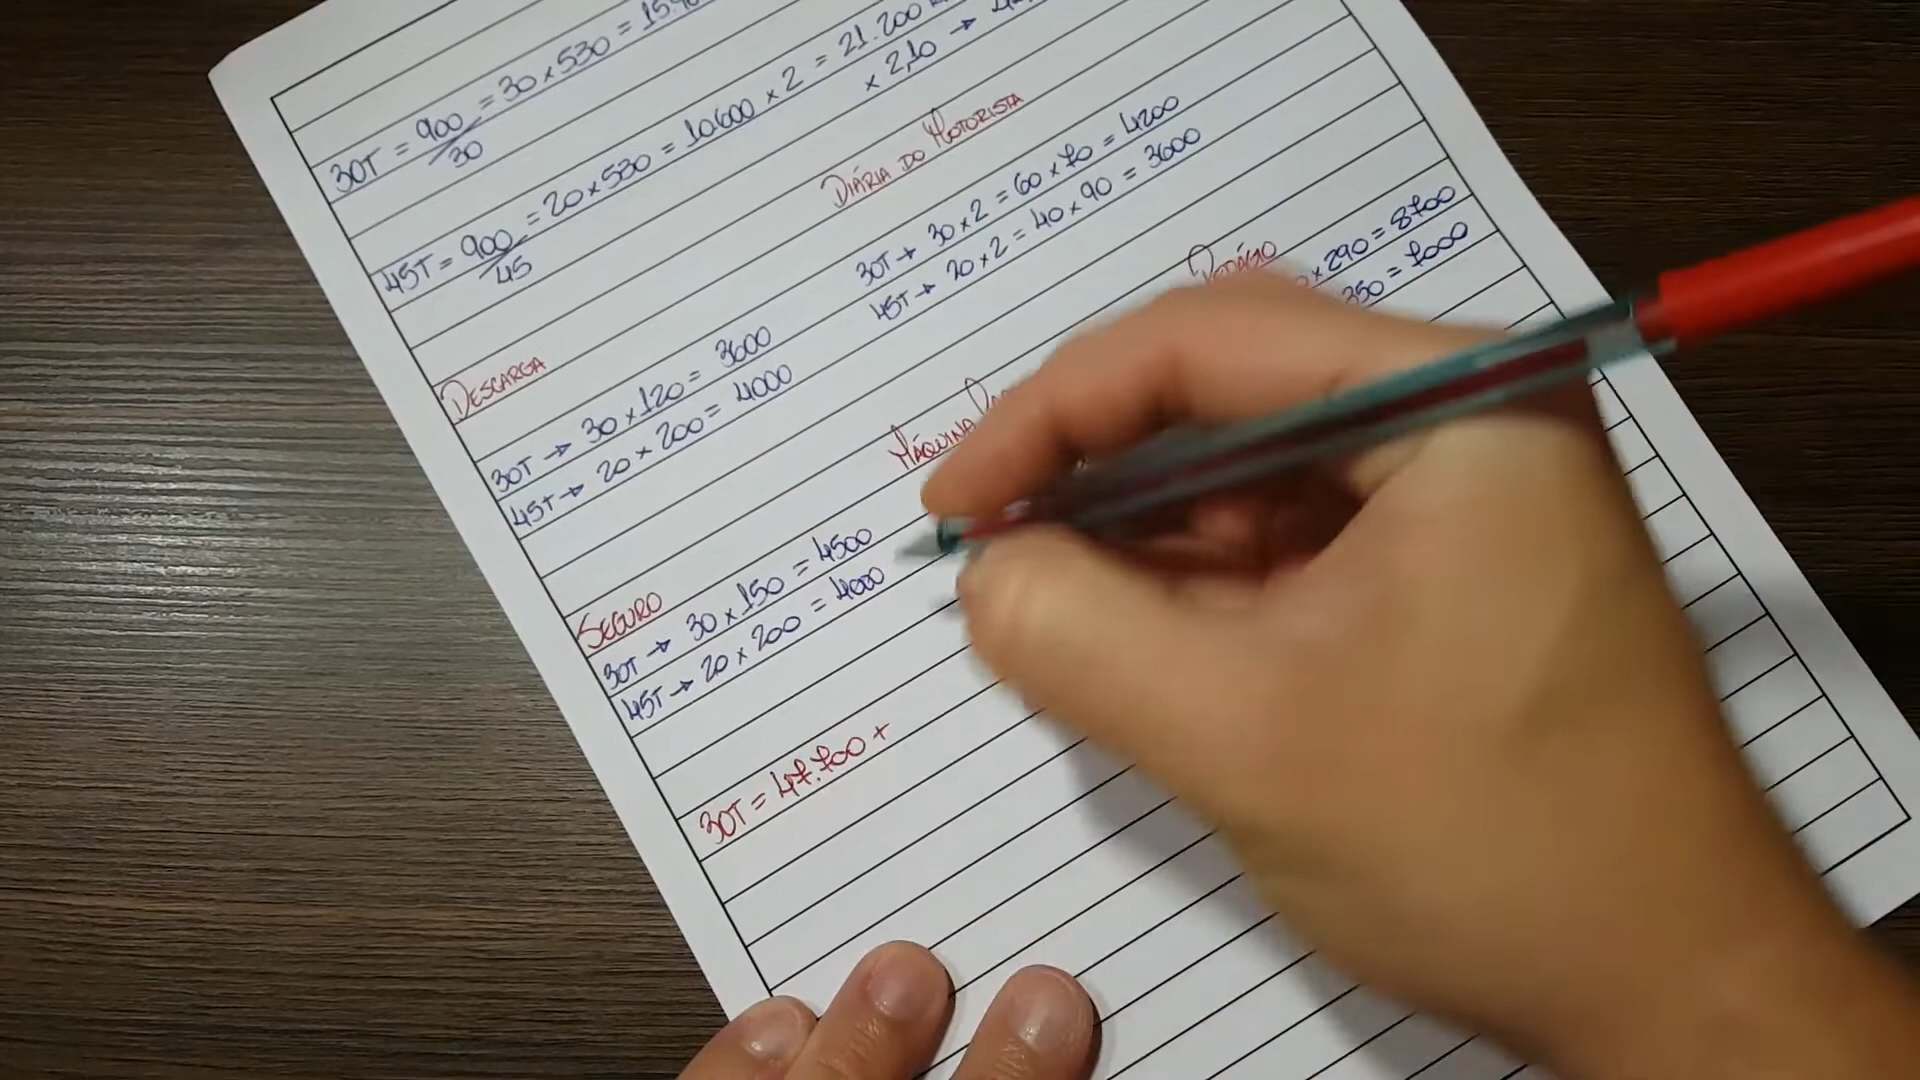 30T = 900/30 = 30 x 530 =
45T = 900/45 = 20 x 530 = 10.600 x 2 = 21.200
x 2,10 →
DIÁRIA DO MOTORISTA
30T → 30 x 2 = 60 x 70 = 4200
45T → 20 x 2 = 40 x 90 = 3600
DESCARGA
30T → 30 x 120 = 3600
45T → 20 x 200 = 4000
PEDÁGIO
x 290 = 8700
350 = 7000
MÁQUINA
SEGURO
30T → 30 x 150 = 4500
45T → 20 x 200 = 4000
30T = 47.700 +